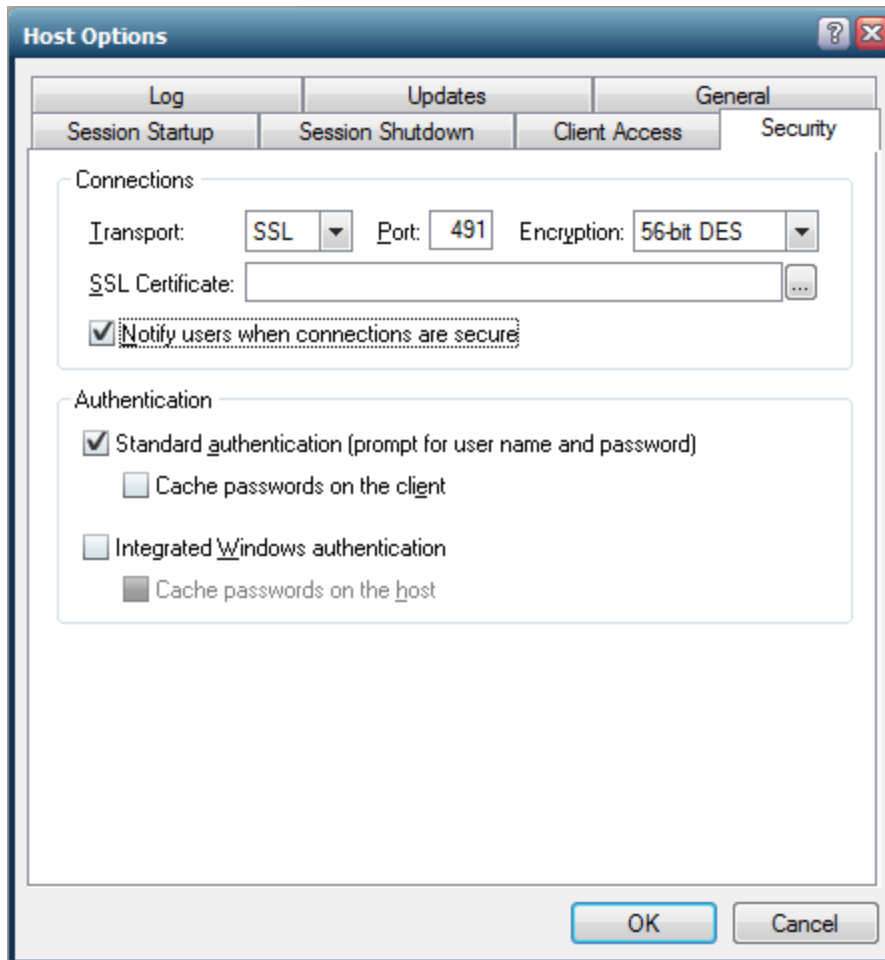 Host Options
Log Updates General
Session Startup Session Shutdown Client Access Security
Connections
Transport: SSL Port: 491 Encryption: 56-bit DES
SSL Certificate: ...
Notify users when connections are secure
Authentication
Standard authentication (prompt for user name and password)
Cache passwords on the client
Integrated Windows authentication
Cache passwords on the host
OK Cancel